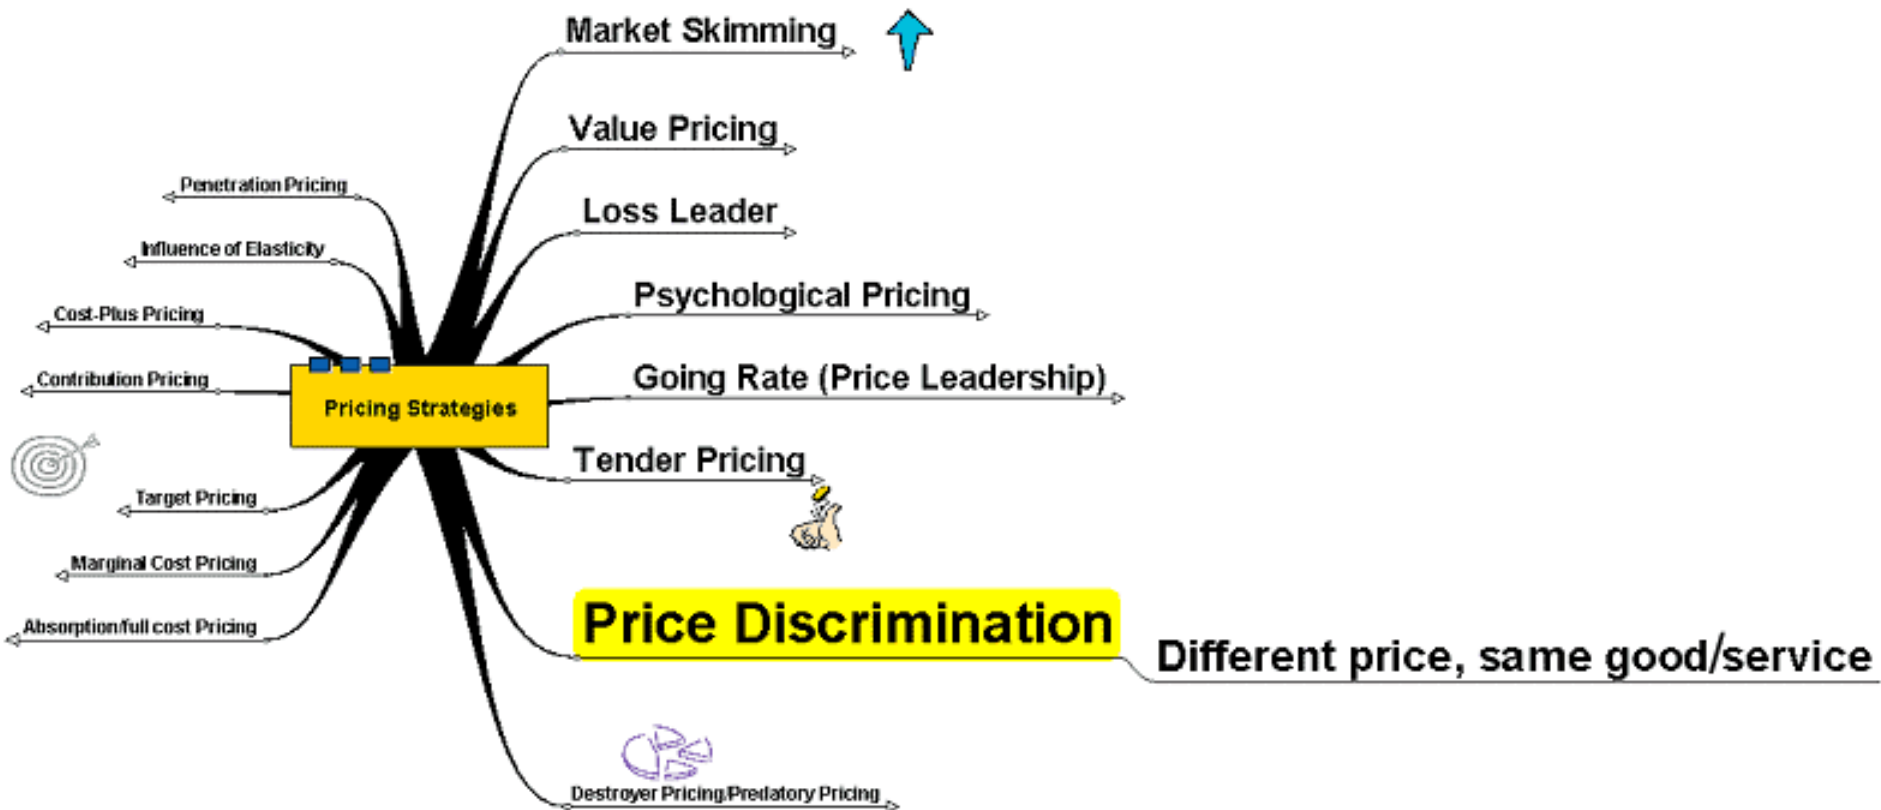 Market Skimming
Value Pricing
Penetration Pricing
Loss Leader
Influence of Elasticity
Psychological Pricing
Cost-Plus Pricing
Going Rate (Price Leadership)
Contribution Pricing
Pricing Strategies
Tender Pricing
Target Pricing
Marginal Cost Pricing
Price Discrimination
Absorption/full cost Pricing
Different price, same good/service
Destroyer Pricing/Predatory Pricing